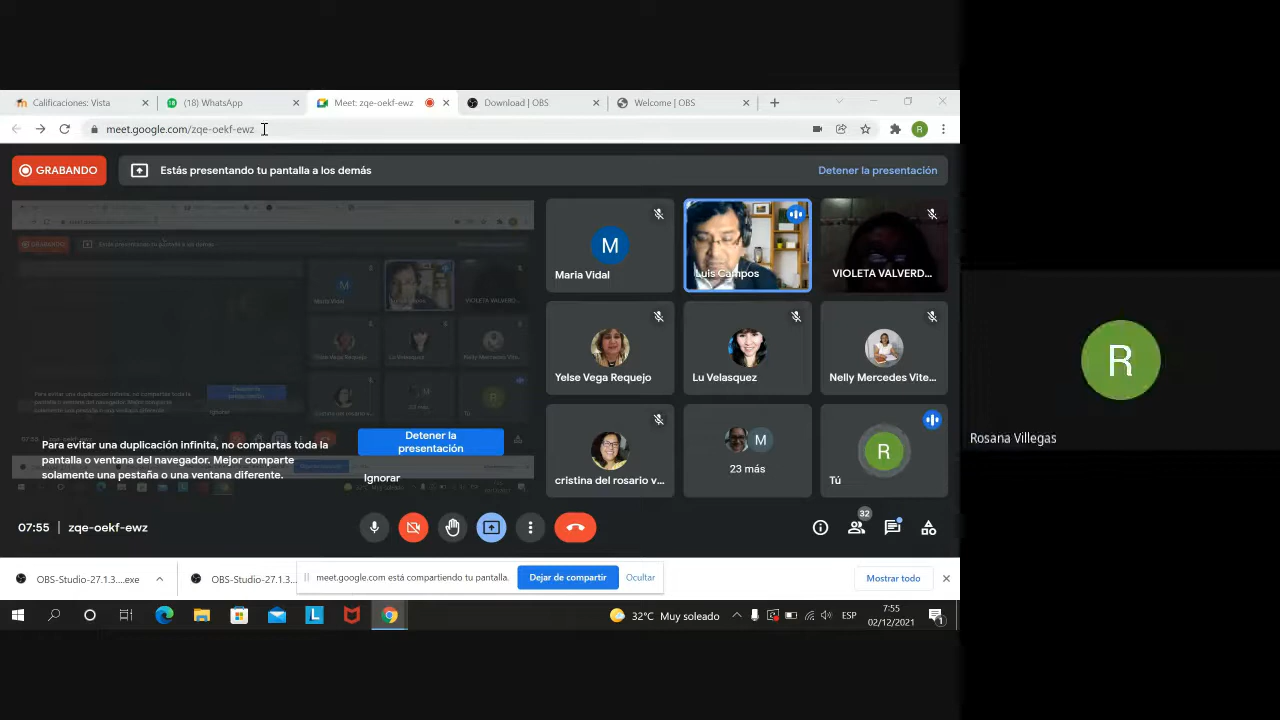 Calificaciones: Vista
(18) WhatsApp
Meet: zqe-oekf-ewz
Download | OBS
Welcome | OBS
meet.google.com/zqe-oekf-ewz
R
GRABANDO
Estás presentando tu pantalla a los demás
Detener la presentación
M
Maria Vidal
Luis Campos
VIOLETA VALVERD...
Yelse Vega Requejo
Lu Velasquez
Nelly Mercedes Vite...
cristina del rosario v...
M
23 más
R
Tú
Para evitar una duplicación infinita, no compartas toda la
pantalla o ventana del navegador. Mejor comparte
solamente una pestaña o una ventana diferente.
Detener la
presentación
Ignorar
R
Rosana Villegas
07:55 | zqe-oekf-ewz
32
OBS-Studio-27.1.3....exe
OBS-Studio-27.1.3...
meet.google.com está compartiendo tu pantalla.
Dejar de compartir
Ocultar
Mostrar todo
L
32°C Muy soleado
ESP
7:55
02/12/2021
1